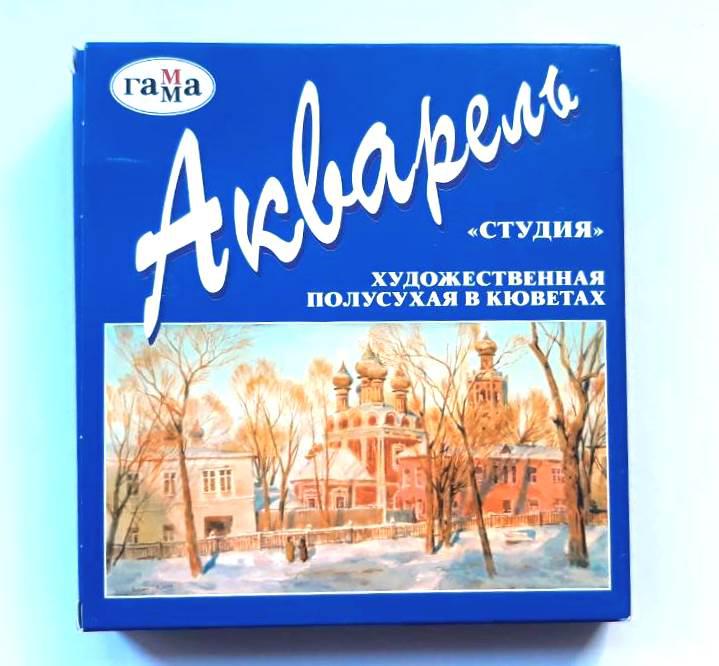 гамма
Акварель
«СТУДИЯ»
ХУДОЖЕСТВЕННАЯ
ПОЛУСУХАЯ В КЮВЕТАХ